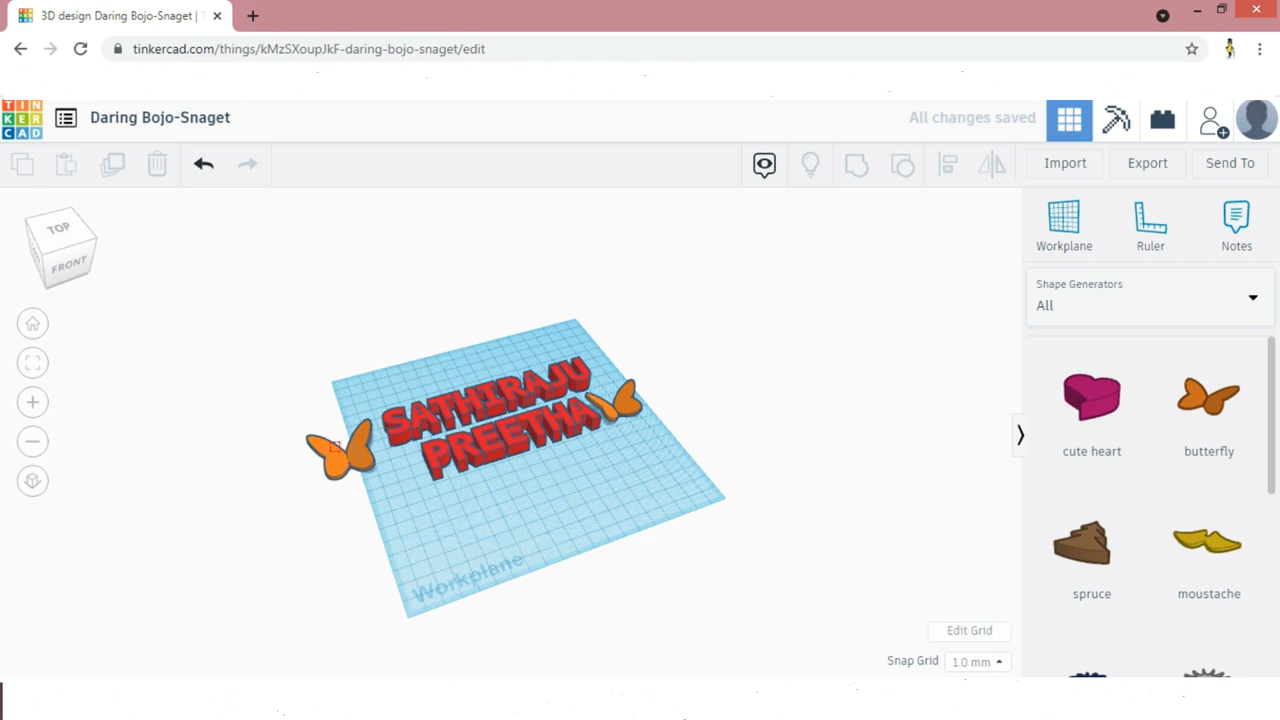 3D design Daring Bojo-Snaget |
tinkercad.com/things/kMzSXoupJkF-daring-bojo-snaget/edit
TIN
KER
CAD
Daring Bojo-Snaget
All changes saved
Import
Export
Send To
TOP
FRONT
Workplane
Ruler
Notes
Shape Generators
All
SATHIRAJU
PREETHA
cute heart
butterfly
spruce
moustache
Workplane
Edit Grid
Snap Grid
1.0 mm